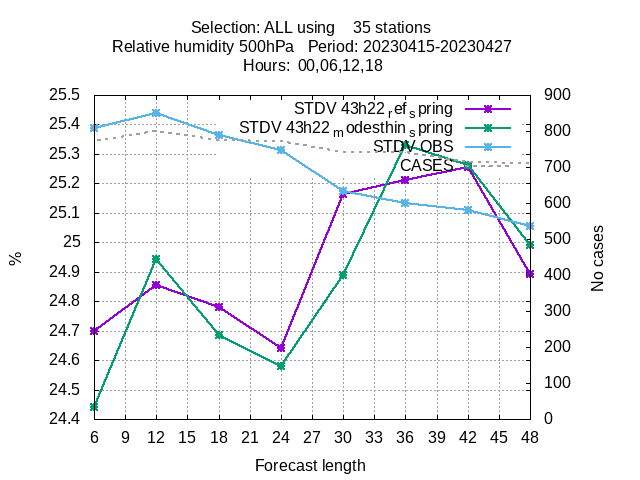 Selection: ALL using    35 stations
Relative humidity 500hPa   Period: 20230415-20230427
Hours:  00,06,12,18
STDV 43h22_ref_spring
STDV 43h22_modesthin_spring
STDV OBS
CASES
%
25.5
25.4
25.3
25.2
25.1
25
24.9
24.8
24.7
24.6
24.5
24.4
900
800
700
600
500
400
300
200
100
0
No cases
6 9 12 15 18 21 24 27 30 33 36 39 42 45 48
Forecast length